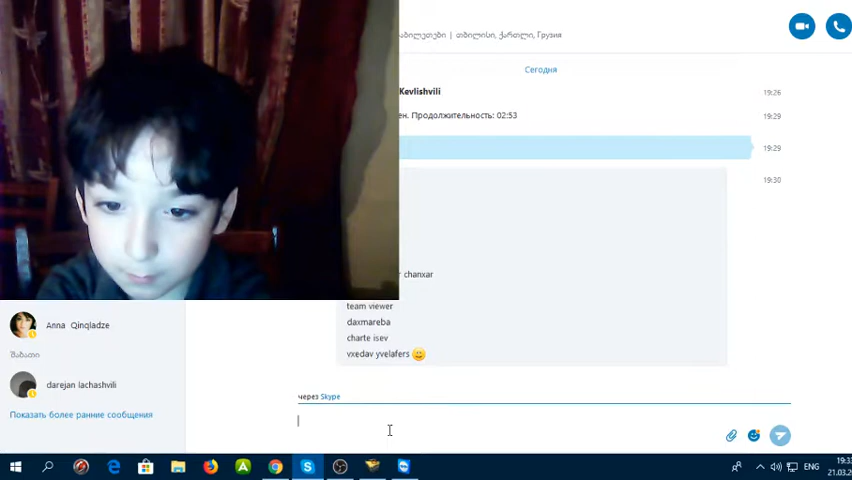 საბილეთები | თბილისი, ქართლი, Грузия
Сегодня
Kevlishvili
19:26
ен. Продолжительность: 02:53
19:29
19:29
19:30
chanxar
team viewer
daxmareba
charte isev
vxedav yvelafers
Anna Qinqladze
შაბათი
darejan lachashvili
Показать более ранние сообщения
через Skype
ENG
19:3
21.03.2